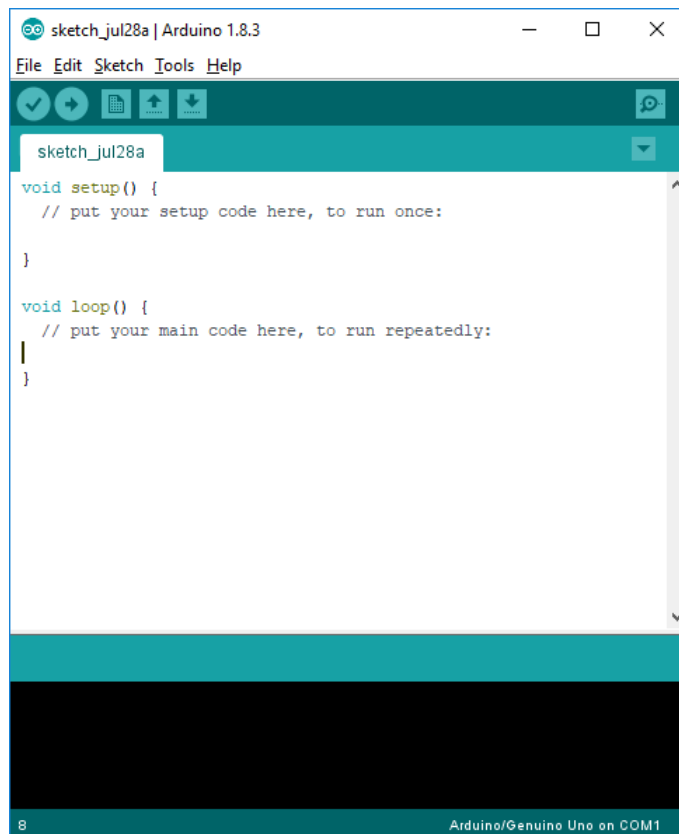 sketch_jul28a | Arduino 1.8.3
File Edit Sketch Tools Help
sketch_jul28a
void setup() {
  // put your setup code here, to run once:
}
void loop() {
  // put your main code here, to run repeatedly:
}
8 Arduino/Genuino Uno on COM1